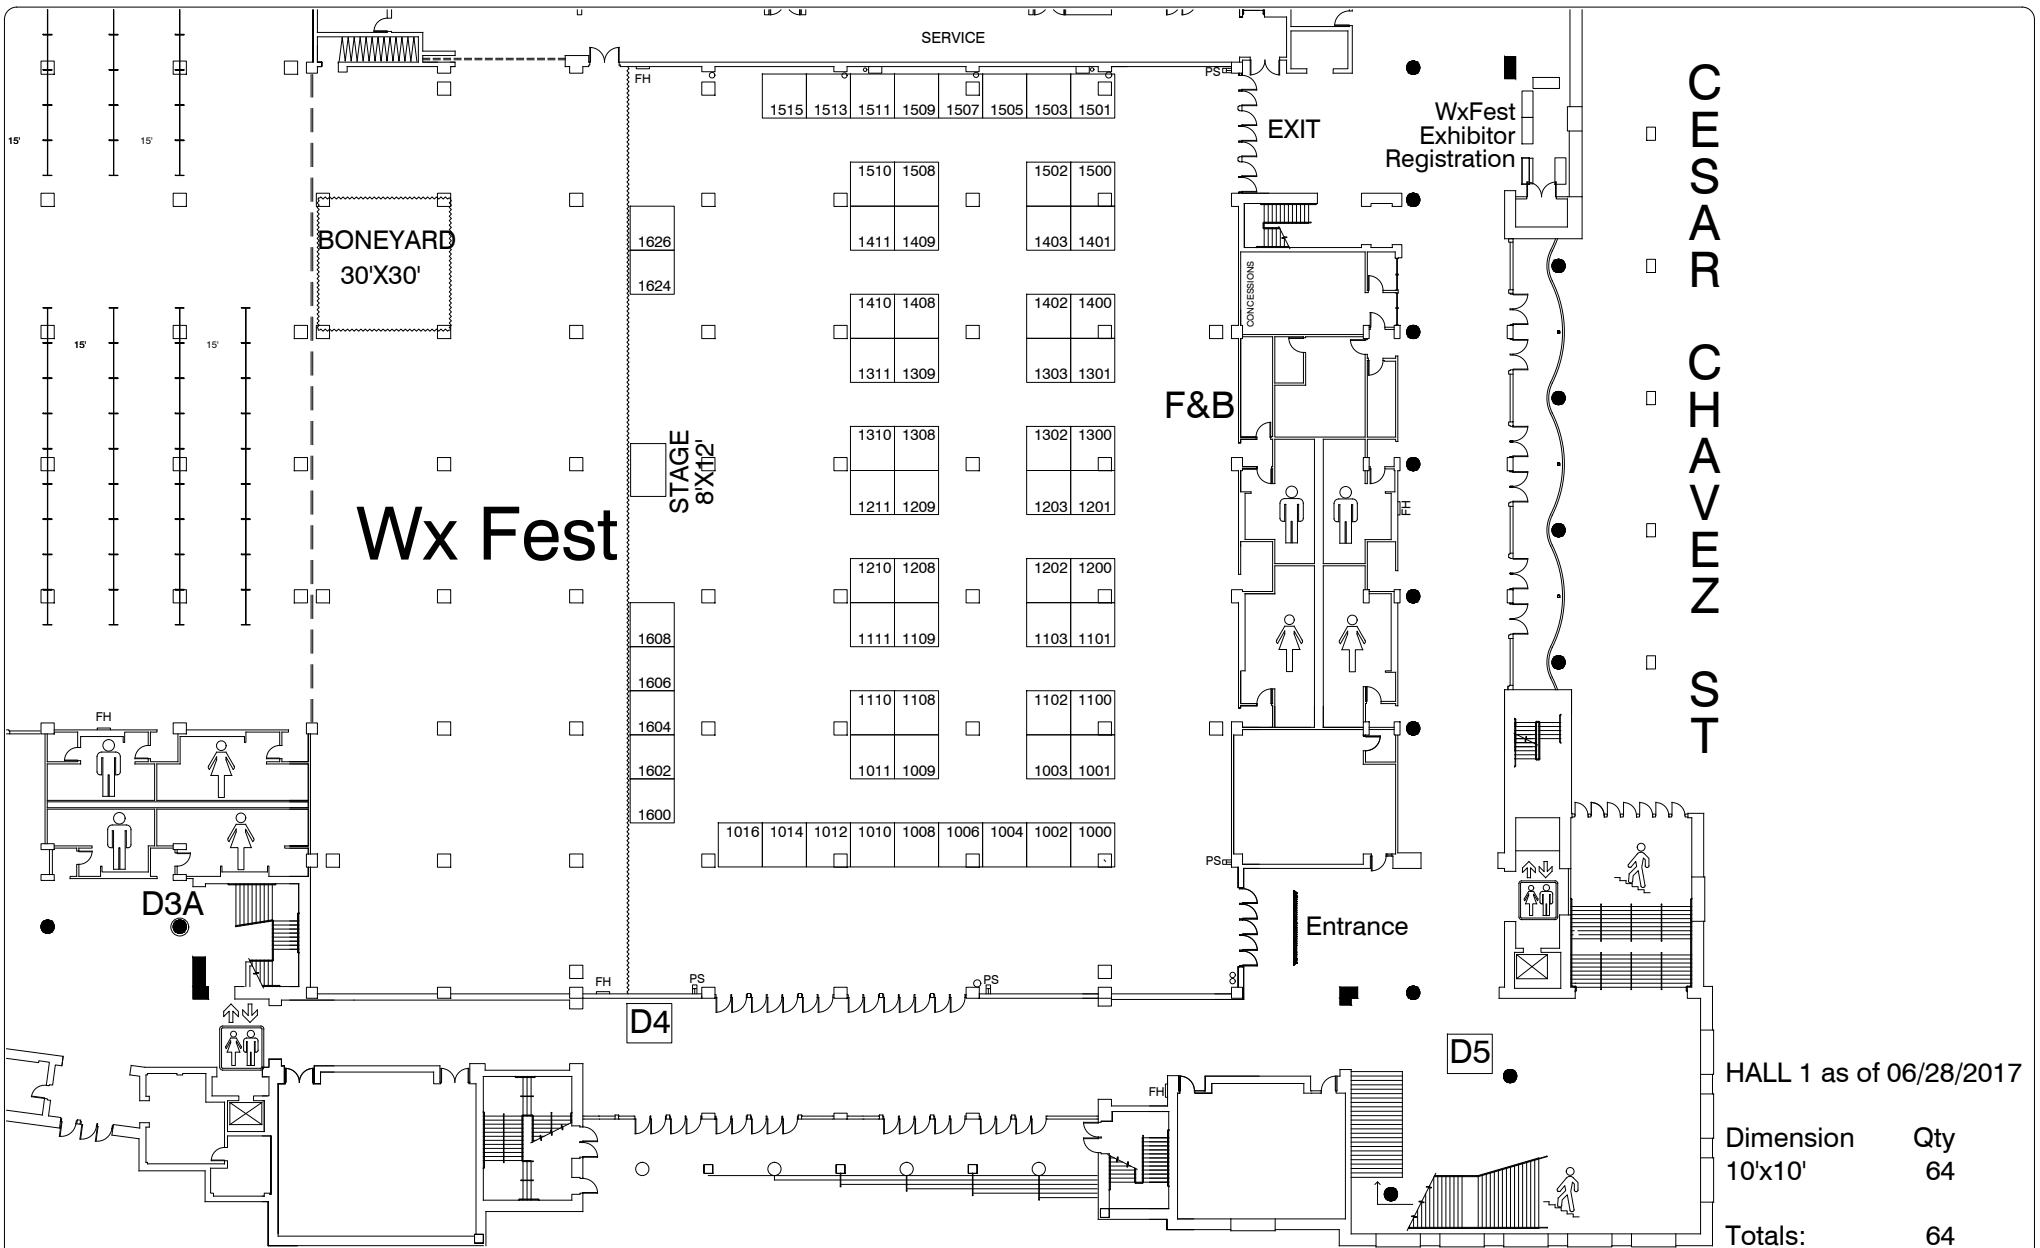 SERVICE
FH
PS
1515 1513 1511 1509 1507 1505 1503 1501
EXIT
WxFest
Exhibitor
Registration
CESAR CHAVEZ ST
15'
15'
1510 1508
1502 1500
1411 1409
1403 1401
BONEYARD
30'X30'
1626
1624
CONCESSIONS
1410 1408
1402 1400
1311 1309
1303 1301
15'
15'
F&B
1310 1308
1302 1300
STAGE
8'X12'
1211 1209
1203 1201
FH
Wx Fest
1210 1208
1202 1200
1111 1109
1103 1101
1608
1606
1604
1602
1600
1110 1108
1102 1100
1011 1009
1003 1001
FH
1016 1014 1012 1010 1008 1006 1004 1002 1000
PS
D3A
Entrance
FH
PS
PS
D4
D5
FH
HALL 1 as of 06/28/2017
Dimension Qty
10'x10' 64
Totals: 64